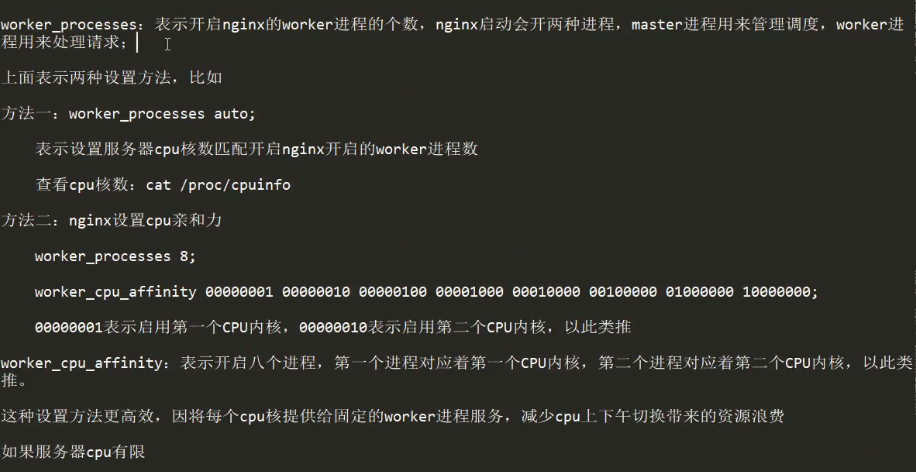 worker_processes: 表示开启nginx的worker进程的个数，nginx启动会开两种进程，master进程用来管理调度，worker进
程用来处理请求；
上面表示两种设置方法，比如
方法一：worker_processes auto;
表示设置服务器cpu核数匹配开启nginx开启的worker进程数
查看cpu核数：cat /proc/cpuinfo
方法二：nginx设置cpu亲和力
worker_processes 8;
worker_cpu_affinity 00000001 00000010 00000100 00001000 00010000 00100000 01000000 10000000;
00000001表示启用第一个CPU内核，00000010表示启用第二个CPU内核，以此类推
worker_cpu_affinity：表示开启八个进程，第一个进程对应着第一个CPU内核，第二个进程对应着第二个CPU内核，以此类
推。
这种设置方法更高效，因将每个cpu核提供给固定的worker进程服务，减少cpu上下午切换带来的资源浪费
如果服务器cpu有限